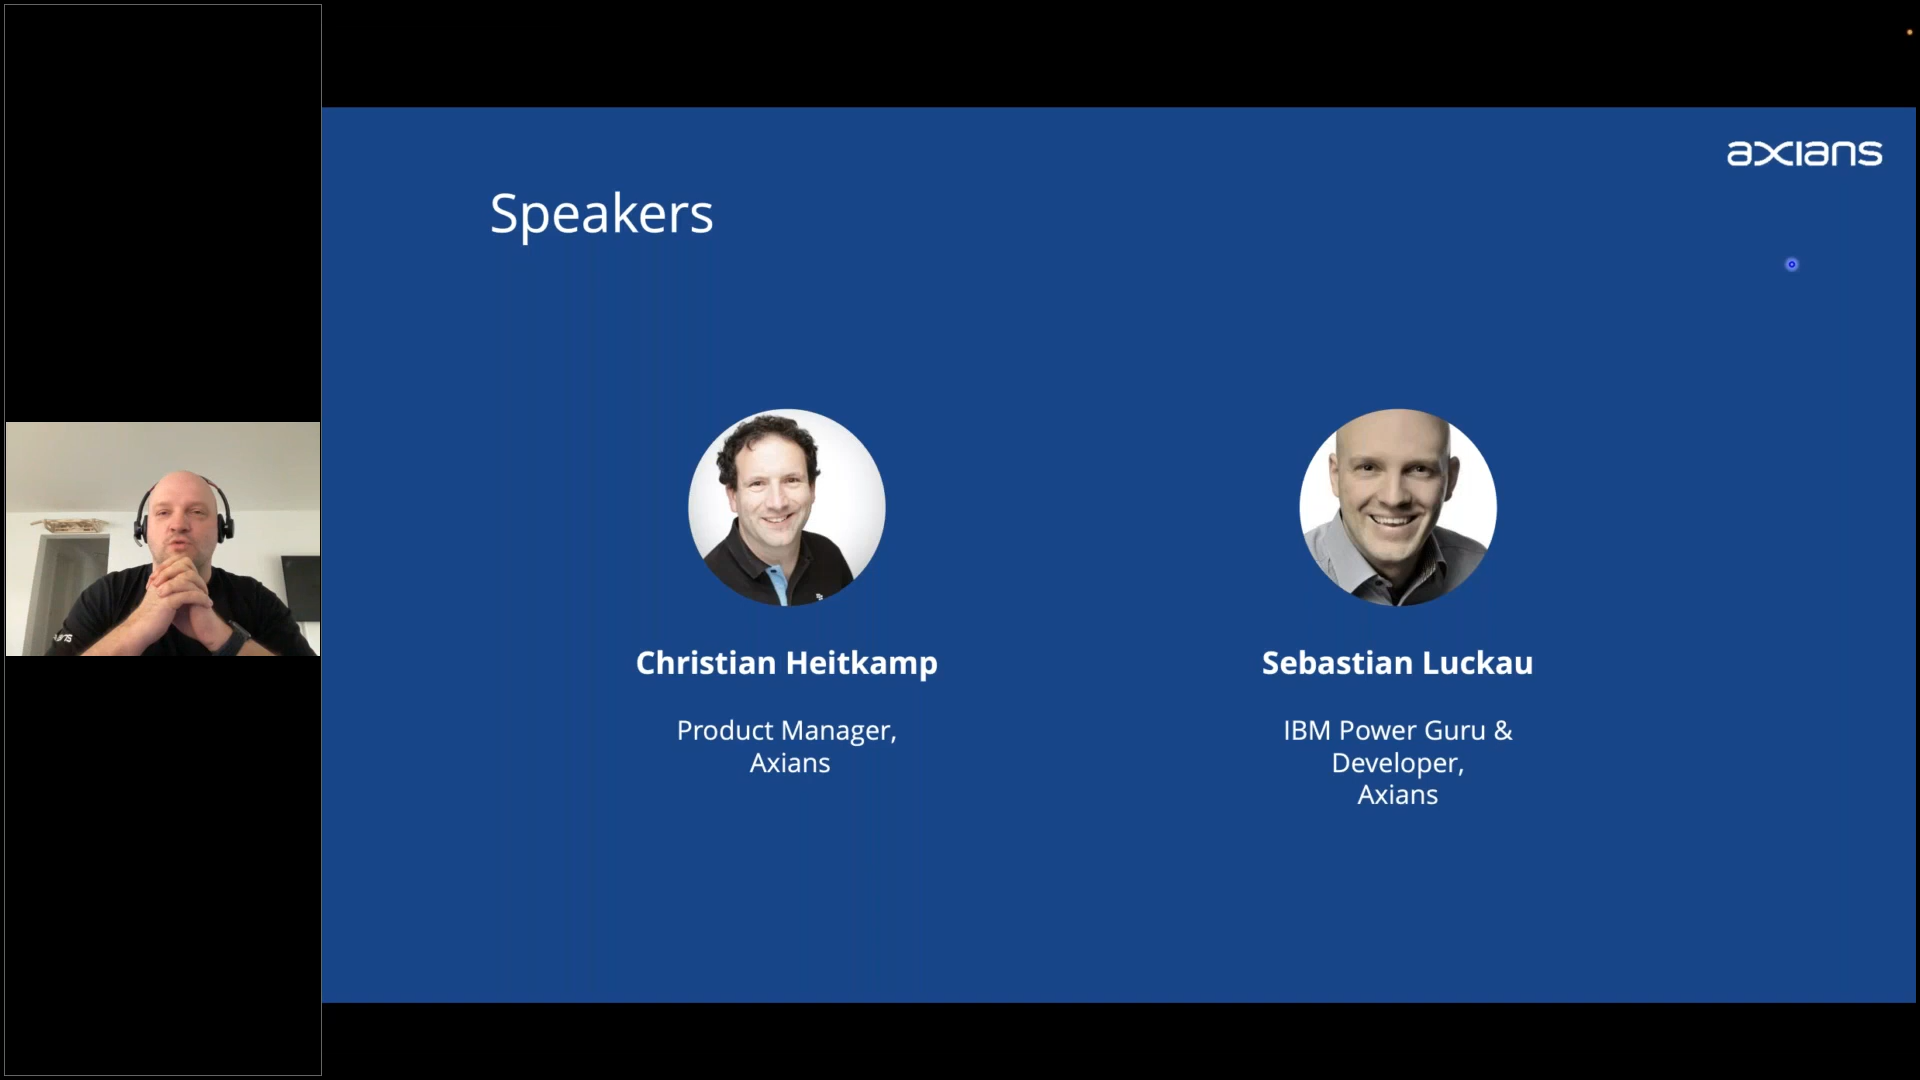 axians
Speakers
Christian Heitkamp
Product Manager,
Axians
Sebastian Luckau
IBM Power Guru &
Developer,
Axians